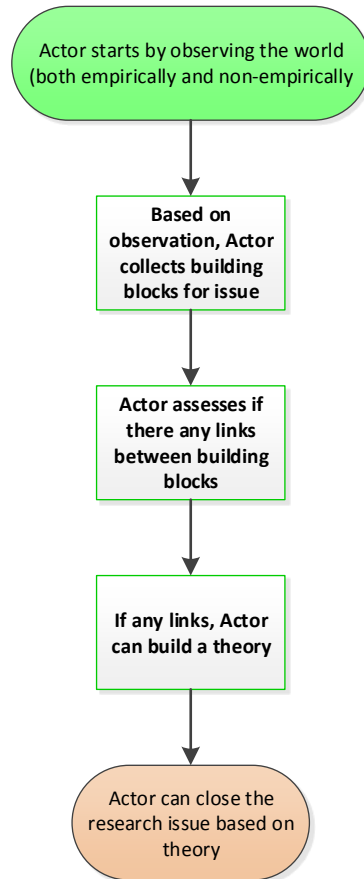 Actor starts by observing the world
(both empirically and non-empirically
Based on
observation, Actor
collects building
blocks for issue
Actor assesses if
there any links
between building
blocks
If any links, Actor
can build a theory
Actor can close the
research issue based on
theory